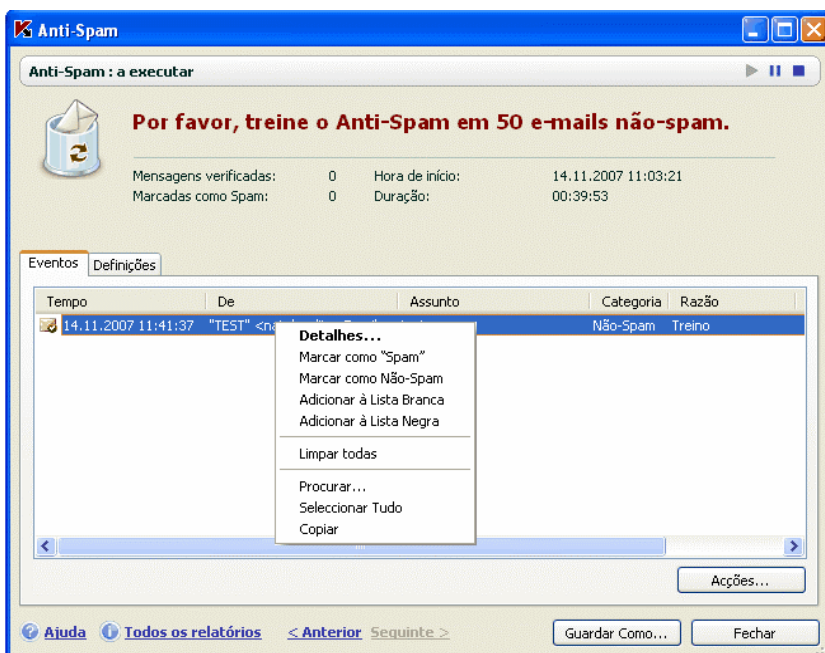 Anti-Spam
Anti-Spam : a executar
Por favor, treine o Anti-Spam em 50 e-mails não-spam.
Mensagens verificadas: 0 Hora de início: 14.11.2007 11:03:21
Marcadas como Spam: 0 Duração: 00:39:53
Eventos Definições
Tempo De Assunto Categoria Razão
14.11.2007 11:41:37 "TEST" Não-Spam Treino
Detalhes...
Marcar como "Spam"
Marcar como Não-Spam
Adicionar à Lista Branca
Adicionar à Lista Negra
Limpar todas
Procurar...
Seleccionar Tudo
Copiar
Acções...
Ajuda Todos os relatórios < Anterior Seguinte > Guardar Como... Fechar